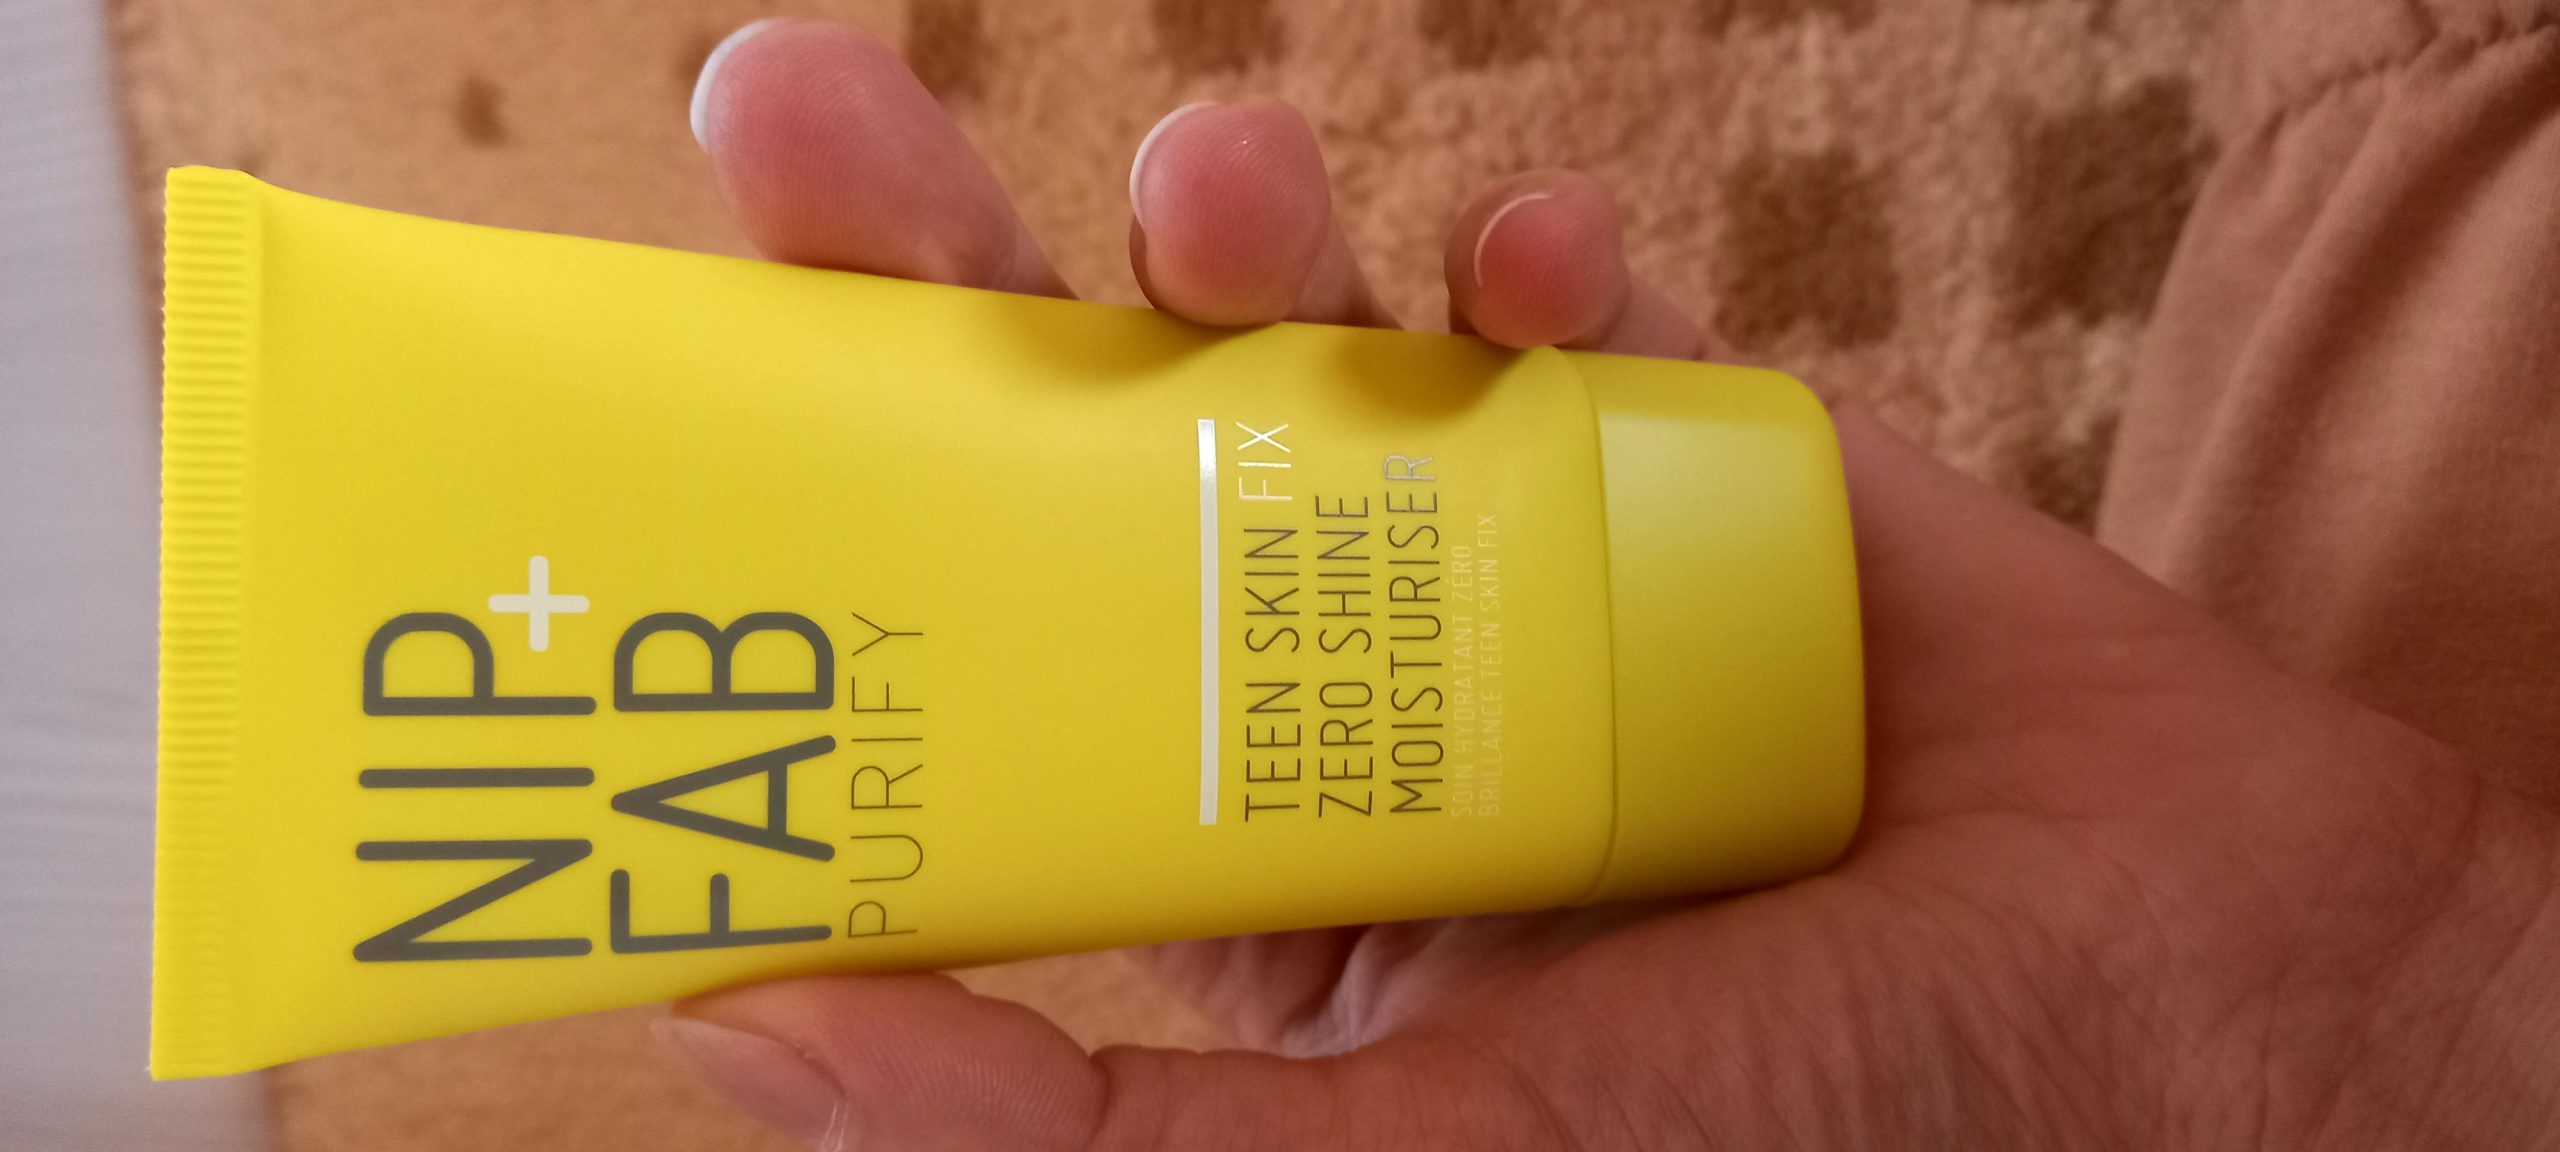 NIP+
FAB
PURIFY
TEEN SKIN FIX
ZERO SHINE
MOISTURISER
SOIN HYDRATANT ZÉRO
BRILLANCE TEEN SKIN FIX